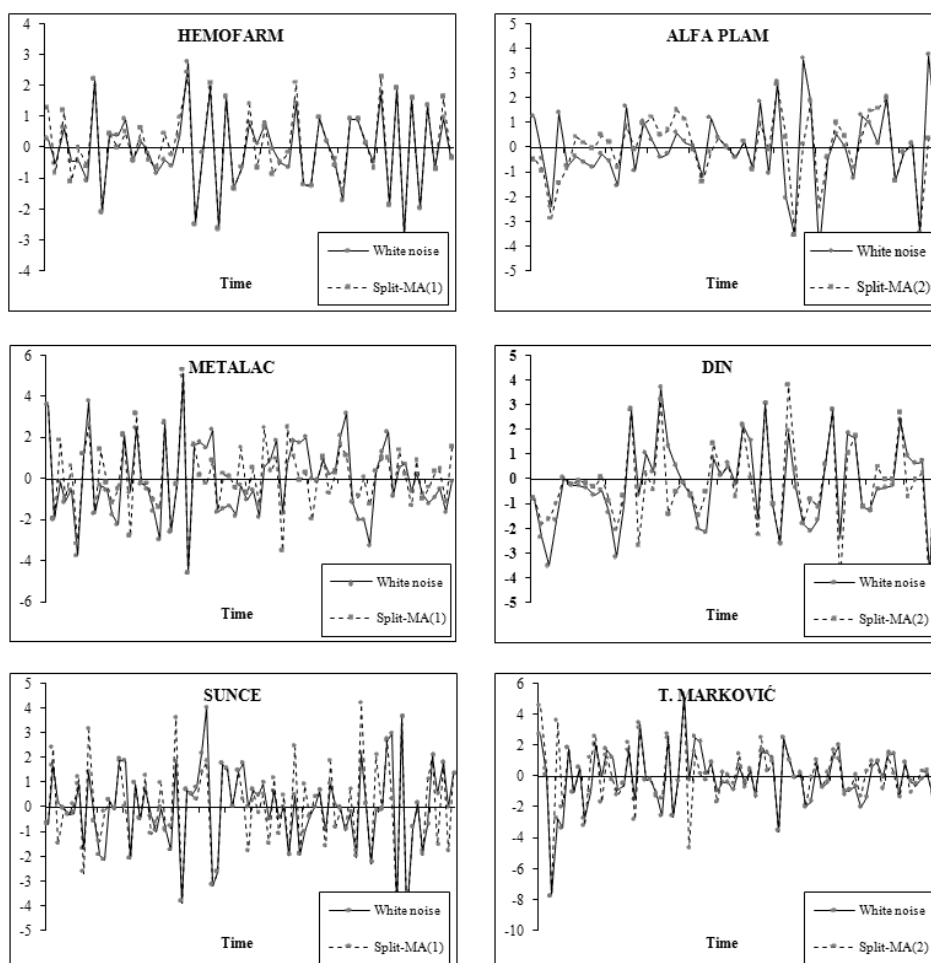 HEMOFARM
4
3
2
1
0
-1
-2
-3
-4
Time
White noise
Split-MA(1)
ALFA PLAM
5
4
3
2
1
0
-1
-2
-3
-4
-5
Time
White noise
Split-MA(2)
METALAC
6
4
2
0
-2
-4
-6
Time
White noise
Split-MA(1)
DIN
5
4
3
2
1
0
-1
-2
-3
-4
-5
Time
White noise
Split-MA(2)
SUNCE
5
4
3
2
1
0
-1
-2
-3
-4
-5
Time
White noise
Split-MA(1)
T. MARKOVIĆ
6
4
2
0
-2
-4
-6
-8
-10
Time
White noise
Split-MA(2)